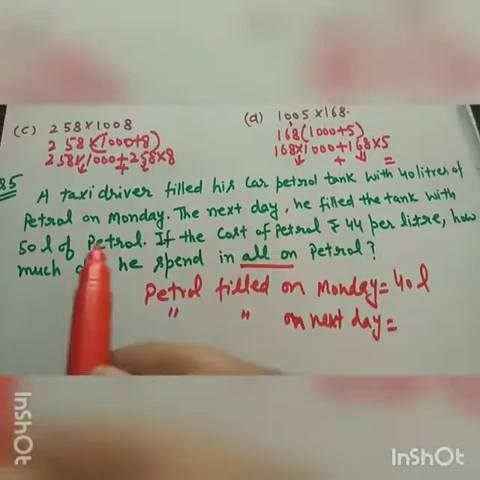 (c) 258×1008
258(1000+8)
258×1000+258×8
(d) 1005×168.
168(1000+5)
168×1000+168×5
=
85 A taxi driver filled his car petrol tank with 40 litres of
Petrol on Monday. The next day, he filled the tank with
50 l of Petrol. If the cost of Petrol ₹ 44 per litre, how
much he spend in all on Petrol?
Petrol filled on Monday = 40 l
" " on next day =
InShOt
InShOt